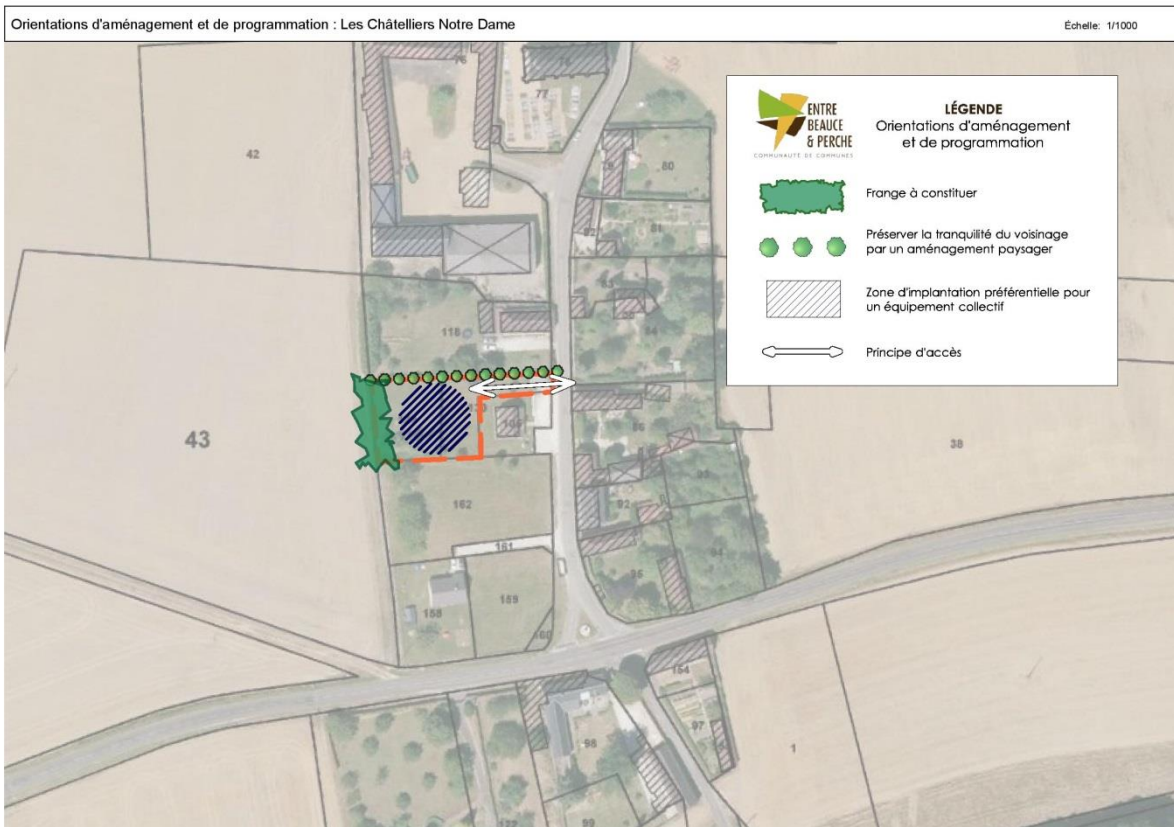 Orientations d'aménagement et de programmation : Les Châtelliers Notre Dame
Échelle: 1/1000
ENTRE
BEAUCE
& PERCHE
COMMUNAUTÉ DE COMMUNES
LÉGENDE
Orientations d'aménagement
et de programmation
Frange à constituer
Préserver la tranquilité du voisinage
par un aménagement paysager
Zone d'implantation préférentielle pour
un équipement collectif
Principe d'accès
76
77
42
80
81
118
84
43
86
38
162
92
93
94
161
95
158
159
160
154
97
98
1
99